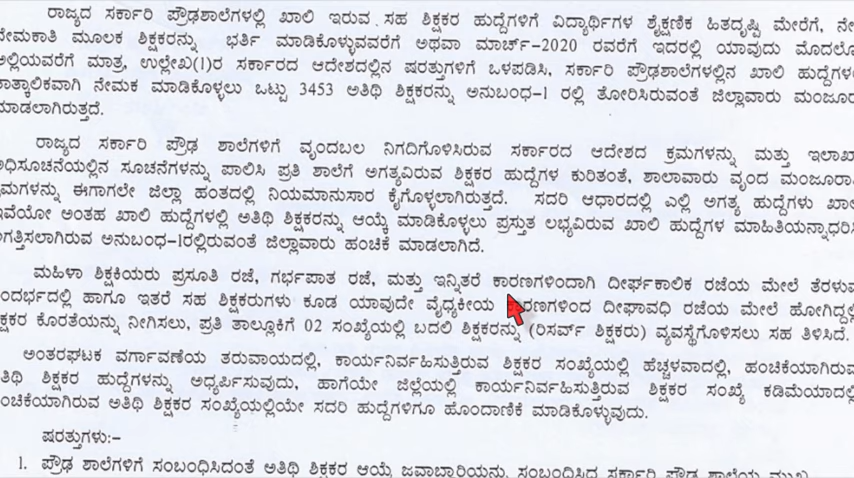 ರಾಜ್ಯದ ಸರ್ಕಾರಿ ಪ್ರೌಢಶಾಲೆಗಳಲ್ಲಿ ಖಾಲಿ ಇರುವ ಸಹ ಶಿಕ್ಷಕರ ಹುದ್ದೆಗಳಿಗೆ ವಿದ್ಯಾರ್ಥಿಗಳ ಶೈಕ್ಷಣಿಕ ಹಿತದೃಷ್ಟಿ ಮೇರೆಗೆ, ನೇ
ನೇಮಕಾತಿ ಮೂಲಕ ಶಿಕ್ಷಕರನ್ನು ಭರ್ತಿ ಮಾಡಿಕೊಳ್ಳುವವರೆಗೆ ಅಥವಾ ಮಾರ್ಚ್-2020 ರವರೆಗೆ ಇದರಲ್ಲಿ ಯಾವುದು ಮೊದಲೊ
ಅಲ್ಲಿಯವರೆಗೆ ಮಾತ್ರ, ಉಲ್ಲೇಖ(1)ರ ಸರ್ಕಾರದ ಆದೇಶದಲ್ಲಿನ ಷರತ್ತುಗಳಿಗೆ ಒಳಪಡಿಸಿ, ಸರ್ಕಾರಿ ಪ್ರೌಢಶಾಲೆಗಳಲ್ಲಿನ ಖಾಲಿ ಹುದ್ದೆಗಳ
ತಾತ್ಕಾಲಿಕವಾಗಿ ನೇಮಕ ಮಾಡಿಕೊಳ್ಳಲು ಒಟ್ಟು 3453 ಅತಿಥಿ ಶಿಕ್ಷಕರನ್ನು ಅನುಬಂಧ-1 ರಲ್ಲಿ ತೋರಿಸಿರುವಂತೆ ಜಿಲ್ಲಾವಾರು ಮಂಜೂರ
ಮಾಡಲಾಗಿರುತ್ತದೆ.
ರಾಜ್ಯದ ಸರ್ಕಾರಿ ಪ್ರೌಢ ಶಾಲೆಗಳಿಗೆ ವೃಂದಬಲ ನಿಗದಿಗೊಳಿಸಿರುವ ಸರ್ಕಾರದ ಆದೇಶದ ಕ್ರಮಗಳನ್ನು ಮತ್ತು ಇಲಾಖಾ
ಅಧಿಸೂಚನೆಯಲ್ಲಿನ ಸೂಚನೆಗಳನ್ನು ಪಾಲಿಸಿ ಪ್ರತಿ ಶಾಲೆಗೆ ಅಗತ್ಯವಿರುವ ಶಿಕ್ಷಕರ ಹುದ್ದೆಗಳ ಕುರಿತಂತೆ, ಶಾಲಾವಾರು ವೃಂದ ಮಂಜೂರಾ
ಕ್ರಮಗಳನ್ನು ಈಗಾಗಲೇ ಜಿಲ್ಲಾ ಹಂತದಲ್ಲಿ ನಿಯಮಾನುಸಾರ ಕೈಗೊಳ್ಳಲಾಗಿರುತ್ತದೆ. ಸದರಿ ಆಧಾರದಲ್ಲಿ ಎಲ್ಲಿ ಅಗತ್ಯ ಹುದ್ದೆಗಳು ಖಾಲಿ
ಇವೆಯೋ ಅಂತಹ ಖಾಲಿ ಹುದ್ದೆಗಳಲ್ಲಿ ಅತಿಥಿ ಶಿಕ್ಷಕರನ್ನು ಆಯ್ಕೆ ಮಾಡಿಕೊಳ್ಳಲು ಪ್ರಸ್ತುತ ಲಭ್ಯವಿರುವ ಖಾಲಿ ಹುದ್ದೆಗಳ ಮಾಹಿತಿಯನ್ನಾಧರಿಸಿ
ಲಗತ್ತಿಸಲಾಗಿರುವ ಅನುಬಂಧ-1ರಲ್ಲಿರುವಂತೆ ಜಿಲ್ಲಾವಾರು ಹಂಚಿಕೆ ಮಾಡಲಾಗಿದೆ.
ಮಹಿಳಾ ಶಿಕ್ಷಕಿಯರು ಪ್ರಸೂತಿ ರಜೆ, ಗರ್ಭಪಾತ ರಜೆ, ಮತ್ತು ಇನ್ನಿತರೆ ಕಾರಣಗಳಿಂದಾಗಿ ದೀರ್ಘಕಾಲಿಕ ರಜೆಯ ಮೇಲೆ ತೆರಳುವ
ಸಂದರ್ಭದಲ್ಲಿ ಹಾಗೂ ಇತರೆ ಸಹ ಶಿಕ್ಷಕರುಗಳು ಕೂಡ ಯಾವುದೇ ವೈಧ್ಯಕೀಯ ಕಾರಣಗಳಿಂದ ದೀಘಾವಧಿ ರಜೆಯ ಮೇಲೆ ಹೋಗಿದ್ದಲ್ಲಿ
ಶಿಕ್ಷಕರ ಕೊರತೆಯನ್ನು ನೀಗಿಸಲು, ಪ್ರತಿ ತಾಲ್ಲೂಕಿಗೆ 02 ಸಂಖ್ಯೆಯಲ್ಲಿ ಬದಲಿ ಶಿಕ್ಷಕರನ್ನು (ರಿಸರ್ವ್ ಶಿಕ್ಷಕರು) ವ್ಯವಸ್ಥೆಗೊಳಿಸಲು ಸಹ ತಿಳಿಸಿದೆ.
ಅಂತರಘಟಕ ವರ್ಗಾವಣೆಯ ತರುವಾಯದಲ್ಲಿ, ಕಾರ್ಯನಿರ್ವಹಿಸುತ್ತಿರುವ ಶಿಕ್ಷಕರ ಸಂಖ್ಯೆಯಲ್ಲಿ ಹೆಚ್ಚಳವಾದಲ್ಲಿ, ಹಂಚಿಕೆಯಾಗಿರುವ
ಅತಿಥಿ ಶಿಕ್ಷಕರ ಹುದ್ದೆಗಳನ್ನು ಅಧ್ಯರ್ಪಿಸುವುದು, ಹಾಗೆಯೇ ಜಿಲ್ಲೆಯಲ್ಲಿ ಕಾರ್ಯನಿರ್ವಹಿಸುತ್ತಿರುವ ಶಿಕ್ಷಕರ ಸಂಖ್ಯೆ ಕಡಿಮೆಯಾದಲ್ಲಿ
ಹಂಚಿಕೆಯಾಗಿರುವ ಅತಿಥಿ ಶಿಕ್ಷಕರ ಸಂಖ್ಯೆಯಲ್ಲಿಯೇ ಸದರಿ ಹುದ್ದೆಗಳಿಗೂ ಹೊಂದಾಣಿಕೆ ಮಾಡಿಕೊಳ್ಳುವುದು.
ಷರತ್ತುಗಳು:-
1. ಪ್ರೌಢ ಶಾಲೆಗಳಿಗೆ ಸಂಬಂಧಿಸಿದಂತೆ ಅತಿಥಿ ಶಿಕ್ಷಕರ ಆಯ್ಕೆ ಜವಾಬ್ದಾರಿಯನ್ನು, ಸಂಬಂಧಿಸಿದ ಸರ್ಕಾರಿ ಪ್ರೌಢ ಶಾಲೆಯ ಮುಖ್ಯ